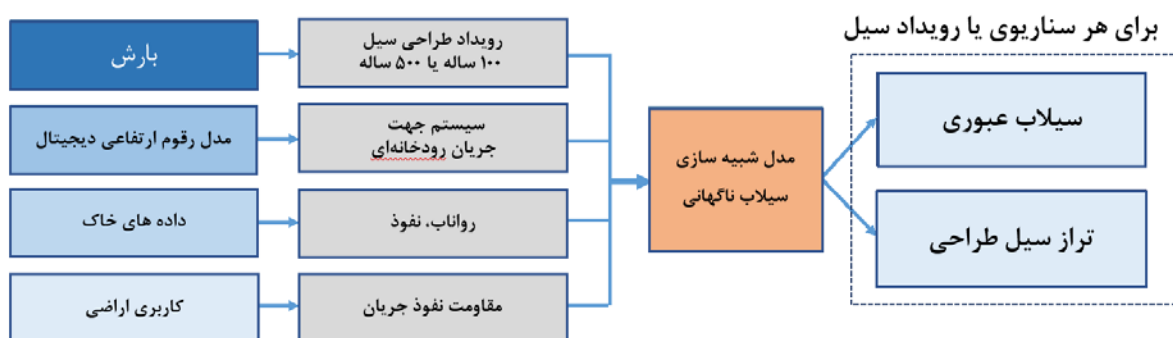 برای هر سناریوی یا رویداد سیل
بارش
رویداد طراحی سیل
۱۰۰ ساله یا ۵۰۰ ساله
مدل رقوم ارتفاعی دیجیتال
سیستم جهت
جریان رودخانه‌ای
داده های خاک
رواناب، نفوذ
کاربری اراضی
مقاومت نفوذ جریان
مدل شبیه سازی
سیلاب ناگهانی
سیلاب عبوری
تراز سیل طراحی